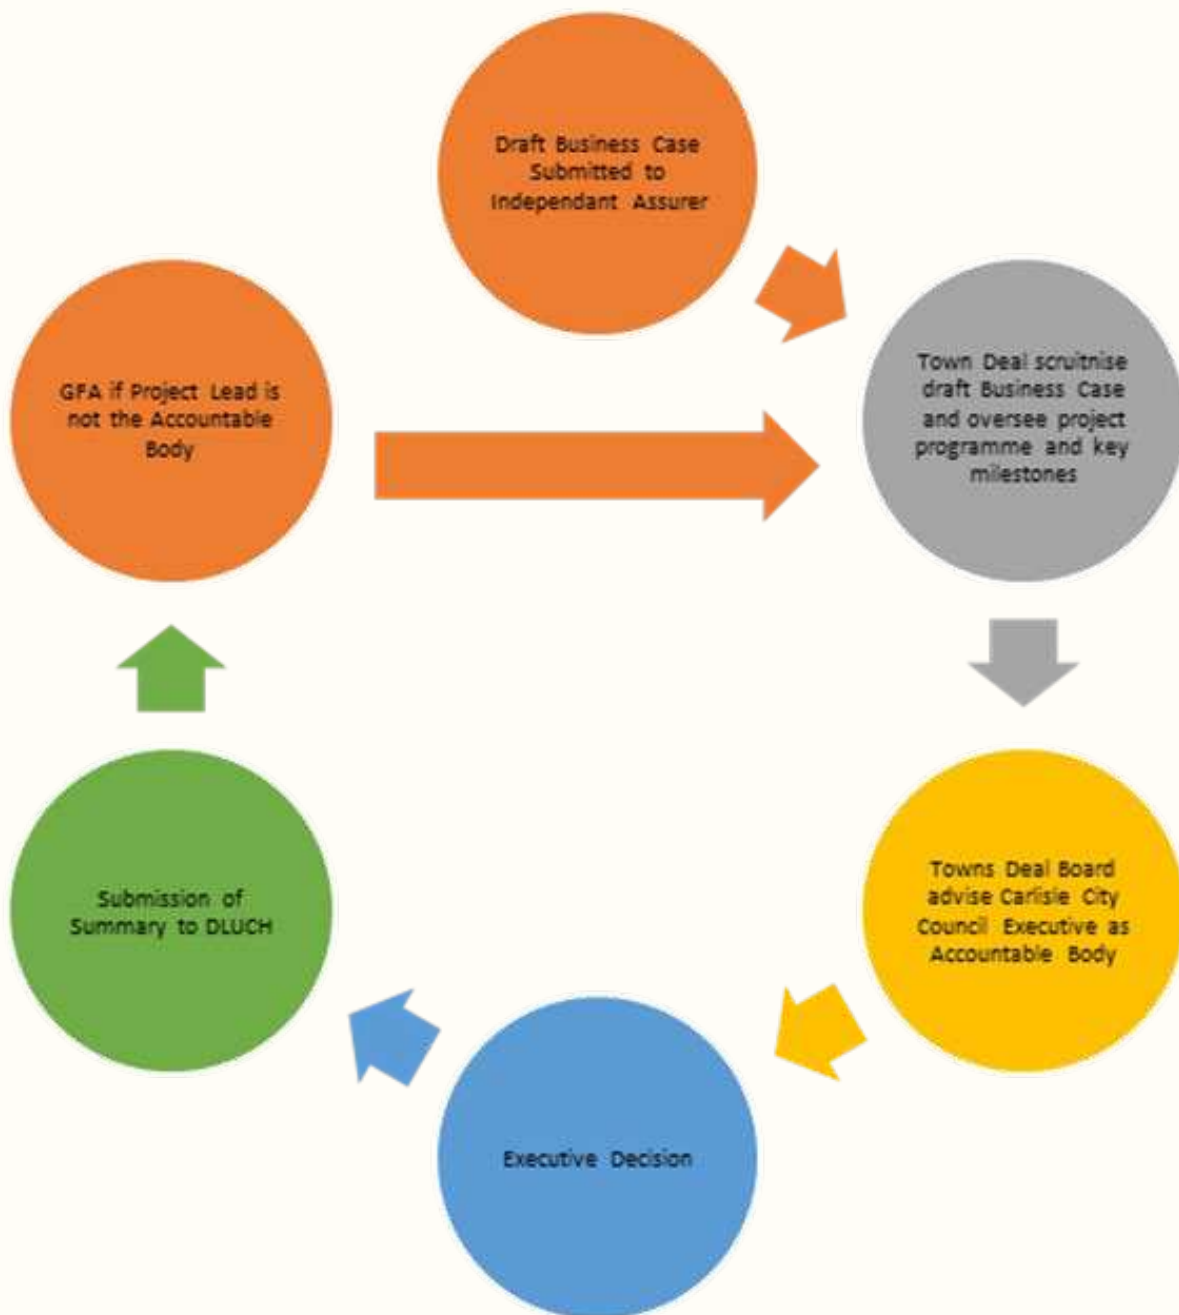 Draft Business Case
Submitted to
Independant Assurer
Town Deal scruitnise
draft Business Case
and oversee project
programme and key
milestones
Towns Deal Board
advise Carlisle City
Council Executive as
Accountable Body
Executive Decision
Submission of
Summary to DLUCH
GFA if Project Lead is
not the Accountable
Body